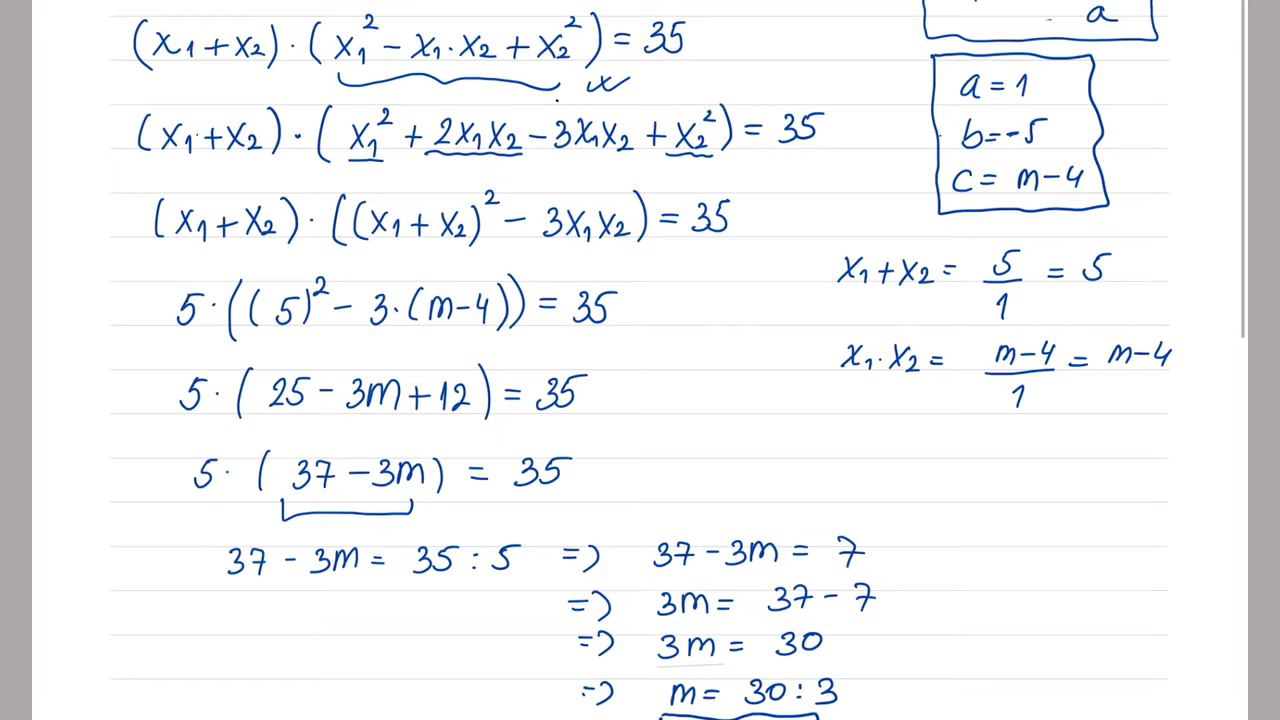 (x₁+x₂)·(x₁²-x₁·x₂+x₂²)=35
(x₁+x₂)·(x₁²+2x₁x₂-3x₁x₂+x₂²)=35
(x₁+x₂)·((x₁+x₂)²-3x₁x₂)=35
5·((5)²-3·(m-4))=35
5·(25-3m+12)=35
5·(37-3m)=35
37-3m=35:5 => 37-3m=7
=> 3m=37-7
=> 3m=30
=> m=30:3
a
a=1
b=-5
c=m-4
x₁+x₂=5/1=5
x₁·x₂=m-4/1=m-4